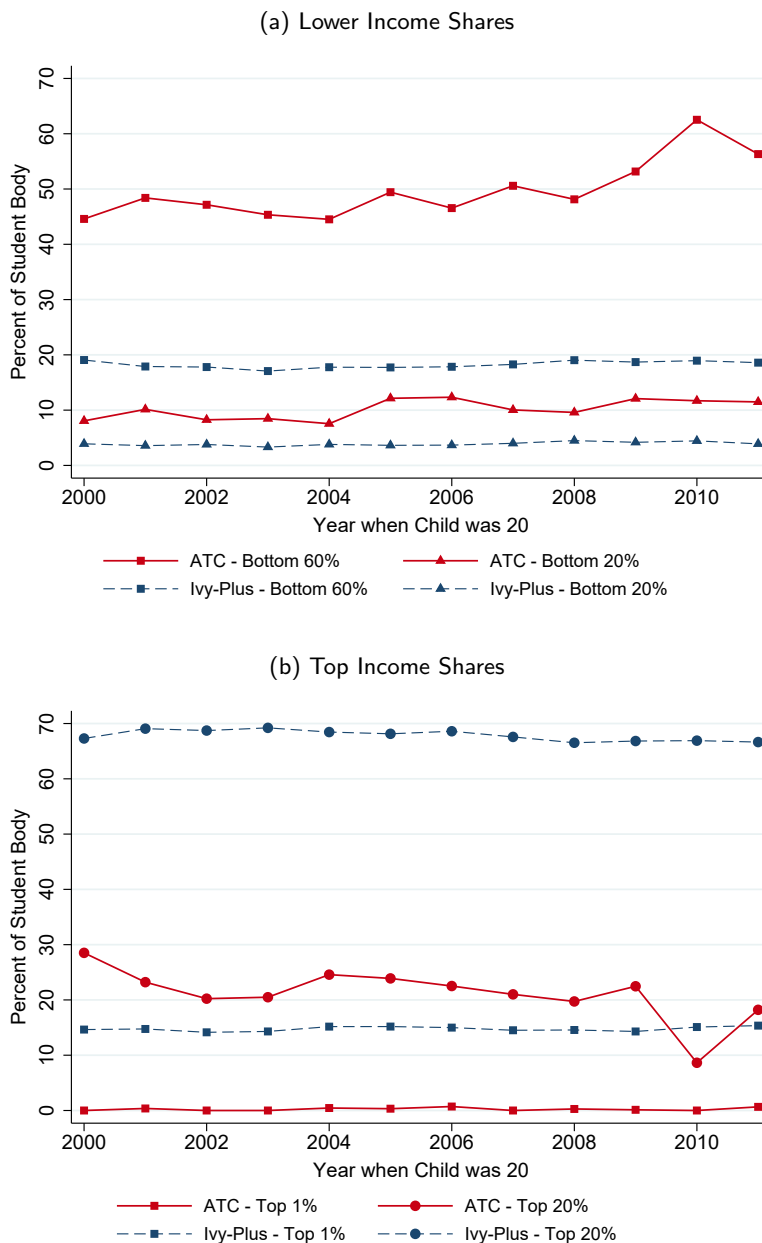 (a) Lower Income Shares
Percent of Student Body
70
60
50
40
30
20
10
0
2000 2002 2004 2006 2008 2010
Year when Child was 20
ATC - Bottom 60% ATC - Bottom 20%
Ivy-Plus - Bottom 60% Ivy-Plus - Bottom 20%
(b) Top Income Shares
Percent of Student Body
70
60
50
40
30
20
10
0
2000 2002 2004 2006 2008 2010
Year when Child was 20
ATC - Top 1% ATC - Top 20%
Ivy-Plus - Top 1% Ivy-Plus - Top 20%